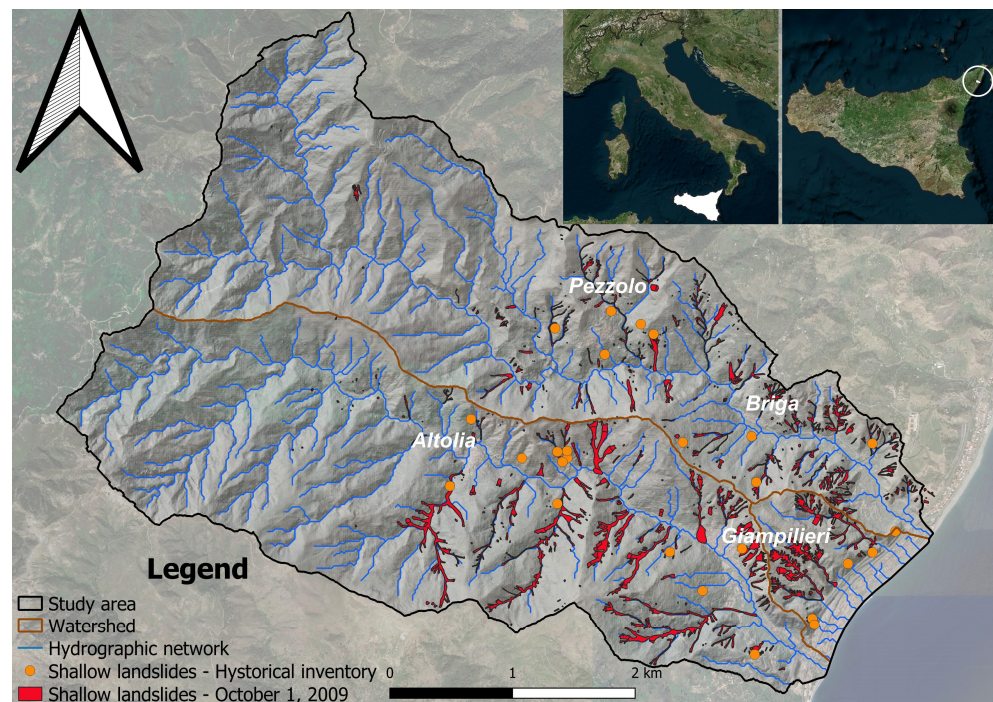 Pezzolo
Briga
Altolia
Giampilieri
Legend
Study area
Watershed
Hydrographic network
Shallow landslides - Hystorical inventory
Shallow landslides - October 1, 2009
0 1 2 km